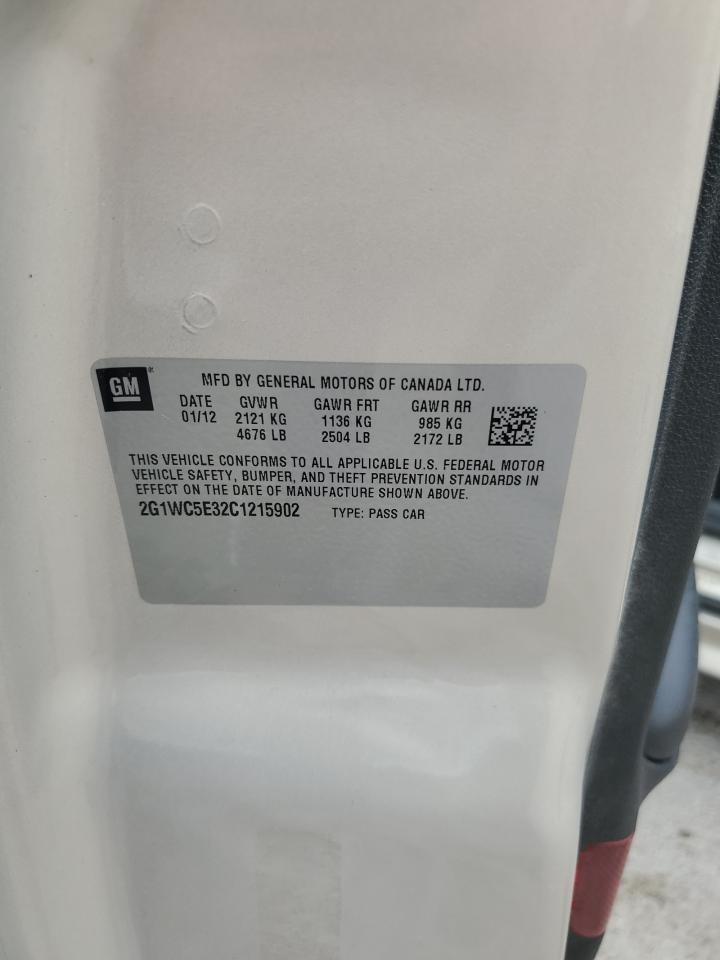 GM
MFD BY GENERAL MOTORS OF CANADA LTD.
DATE GVWR GAWR FRT GAWR RR
01/12 2121 KG 1136 KG 985 KG
4676 LB 2504 LB 2172 LB
THIS VEHICLE CONFORMS TO ALL APPLICABLE U.S. FEDERAL MOTOR
VEHICLE SAFETY, BUMPER, AND THEFT PREVENTION STANDARDS IN
EFFECT ON THE DATE OF MANUFACTURE SHOWN ABOVE.
2G1WC5E32C1215902 TYPE: PASS CAR